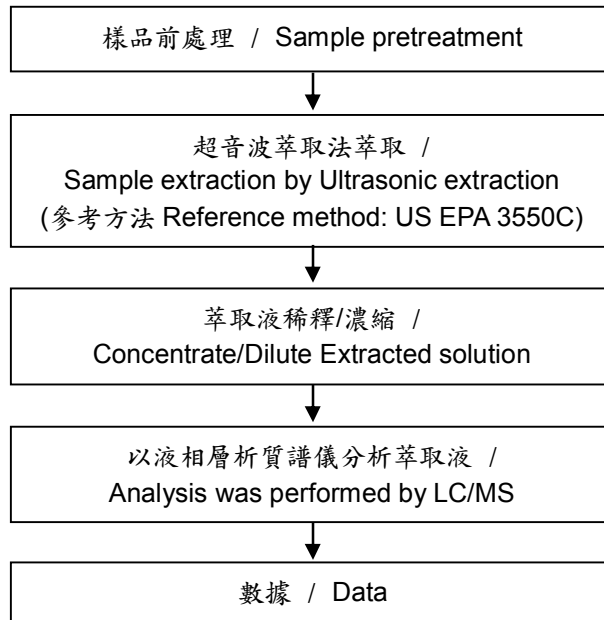 樣品前處理 / Sample pretreatment
超音波萃取法萃取 /
Sample extraction by Ultrasonic extraction
(參考方法 Reference method: US EPA 3550C)
萃取液稀釋/濃縮 /
Concentrate/Dilute Extracted solution
以液相層析質譜儀分析萃取液 /
Analysis was performed by LC/MS
數據 / Data